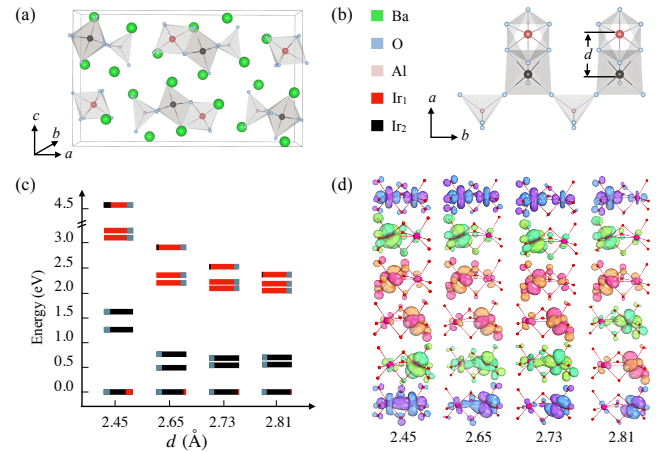 (a)
c
b
a
Ba
O
Al
Ir₁
Ir₂
(b)
d
a
b
(c)
Energy (eV)
4.5
3.0
2.5
2.0
1.5
1.0
0.5
0.0
2.45 2.65 2.73 2.81
d (Å)
(d)
2.45 2.65 2.73 2.81